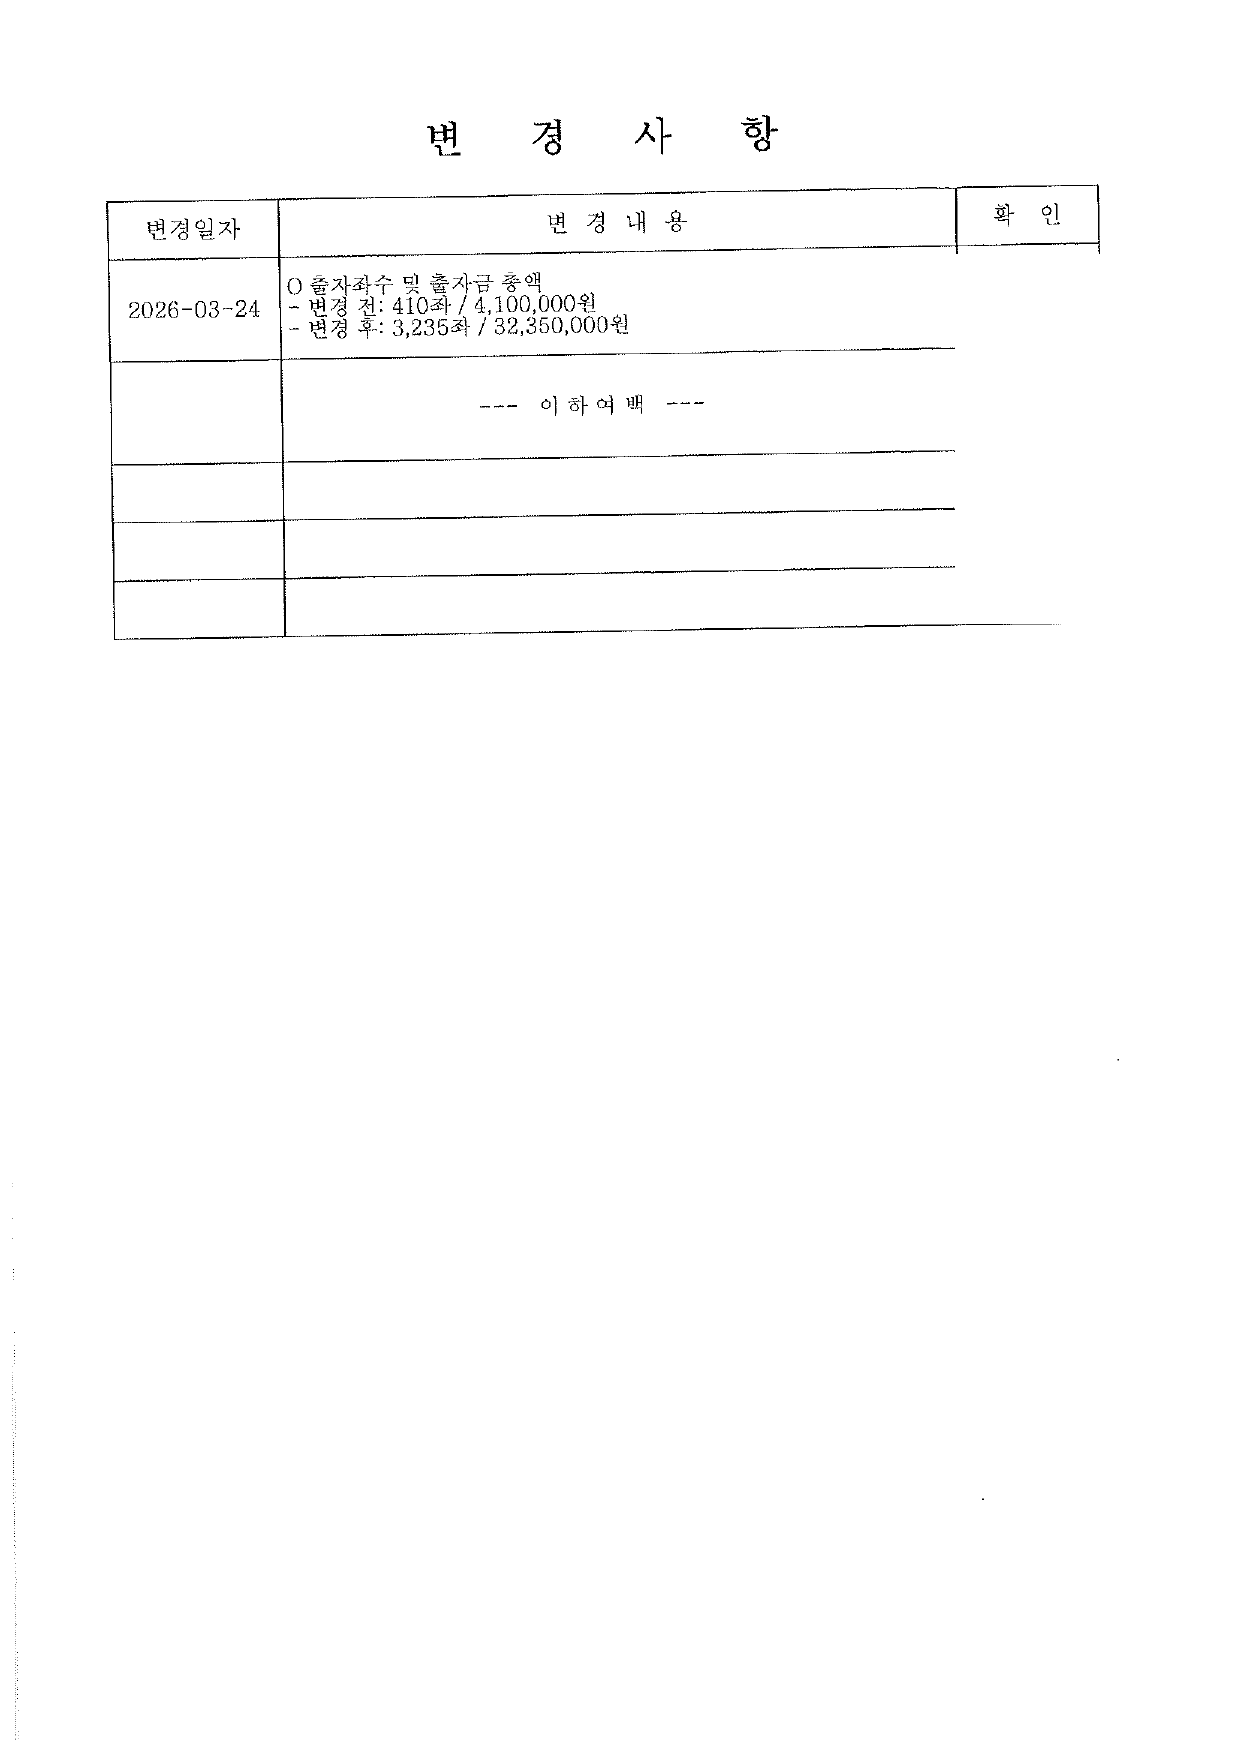 변 경 사 항
변경일자 변 경 내 용 확 인
O 출자좌수 및 출자금 총액
2026-03-24 - 변경 전: 410좌 / 4,100,000원
- 변경 후: 3,235좌 / 32,350,000원
--- 이 하 여 백 ---